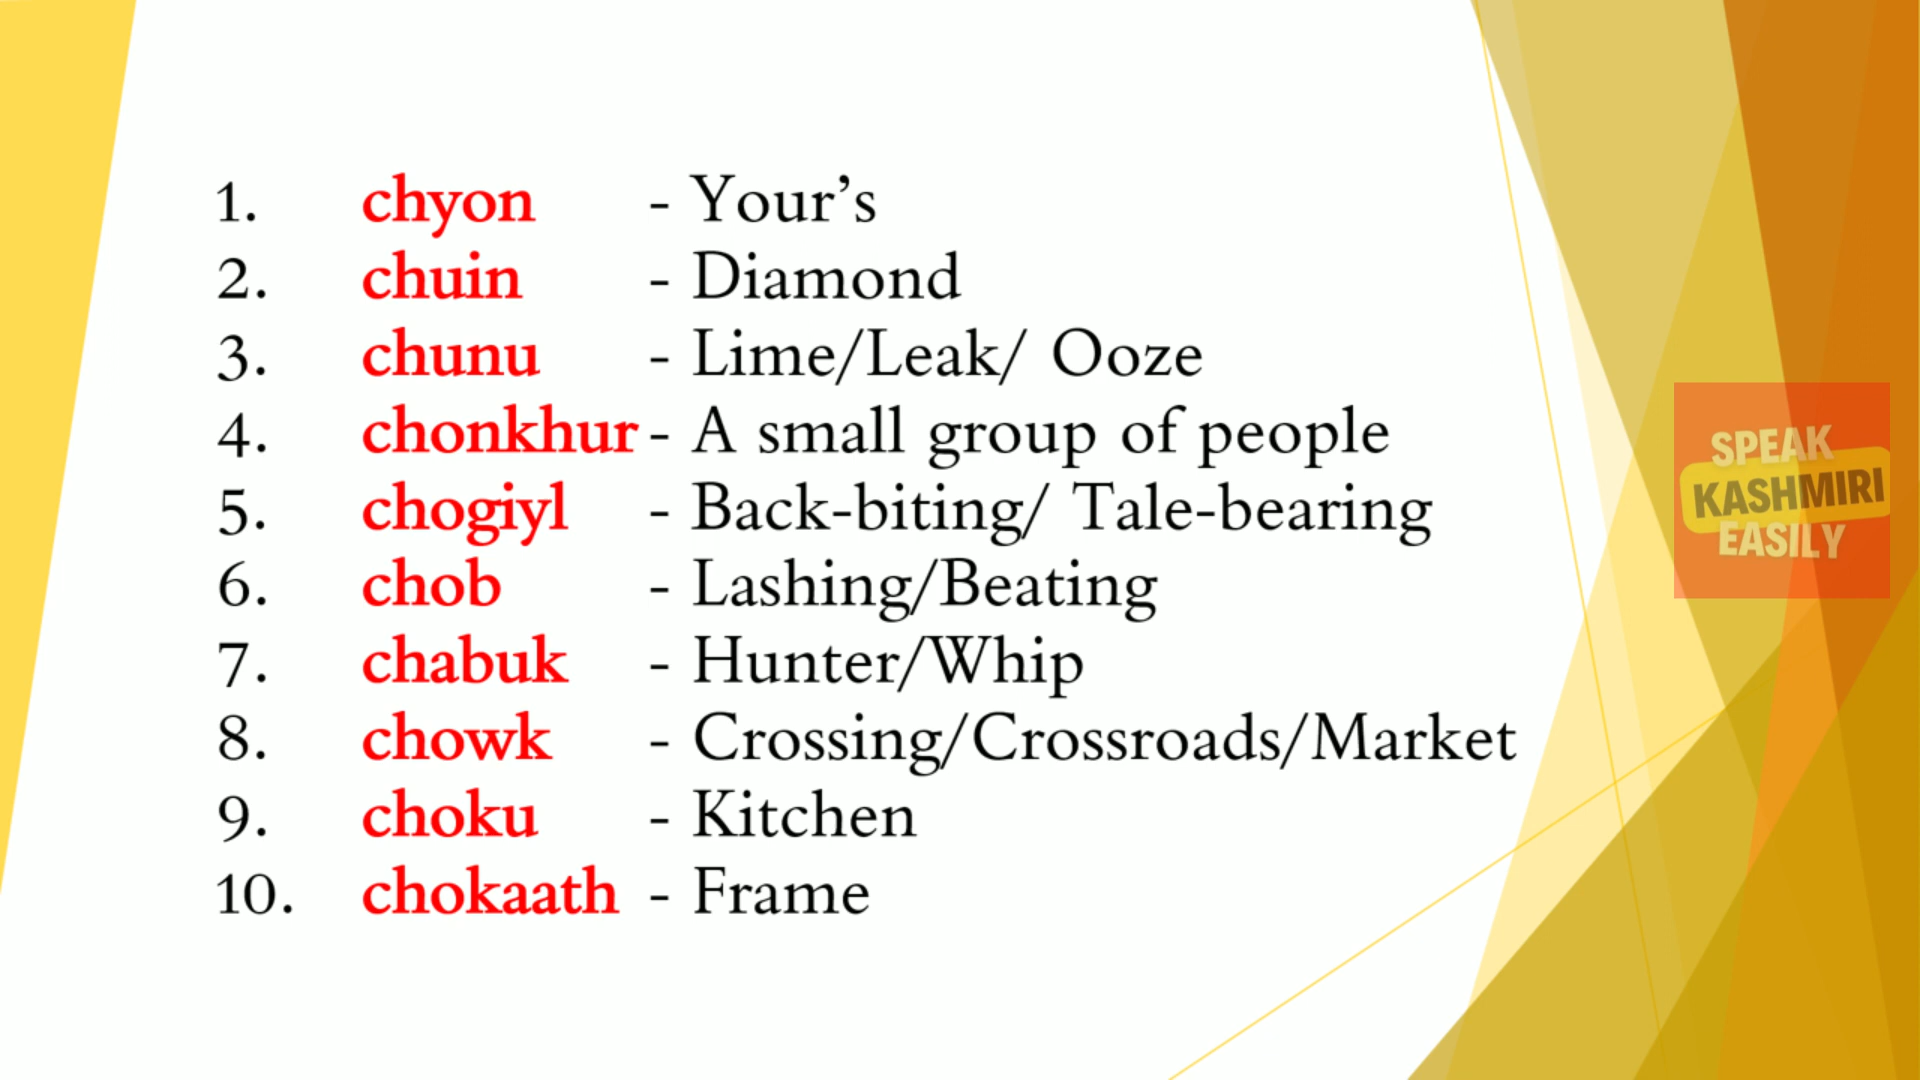 1. chyon - Your’s
2. chuin - Diamond
3. chunu - Lime/Leak/ Ooze
4. chonkhur - A small group of people
5. chogiyl - Back-biting/ Tale-bearing
6. chob - Lashing/Beating
7. chabuk - Hunter/Whip
8. chowk - Crossing/Crossroads/Market
9. choku - Kitchen
10. chokaath - Frame
SPEAK
KASHMIRI
EASILY